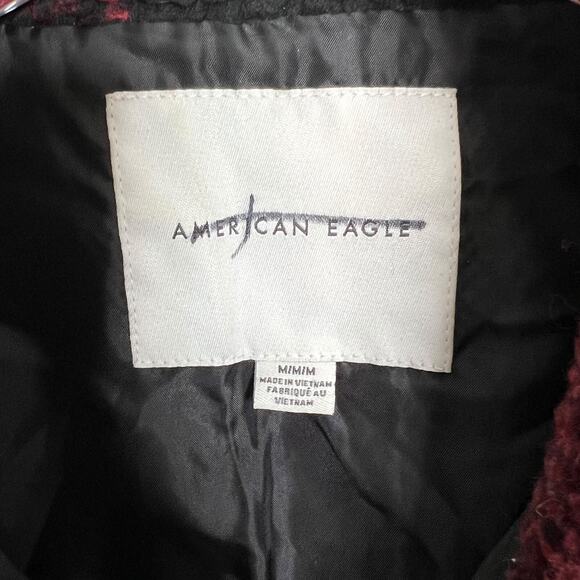 AMERICAN EAGLE
M/M/M
MADE IN VIETNAM
FABRIQUÉ AU
VIETNAM